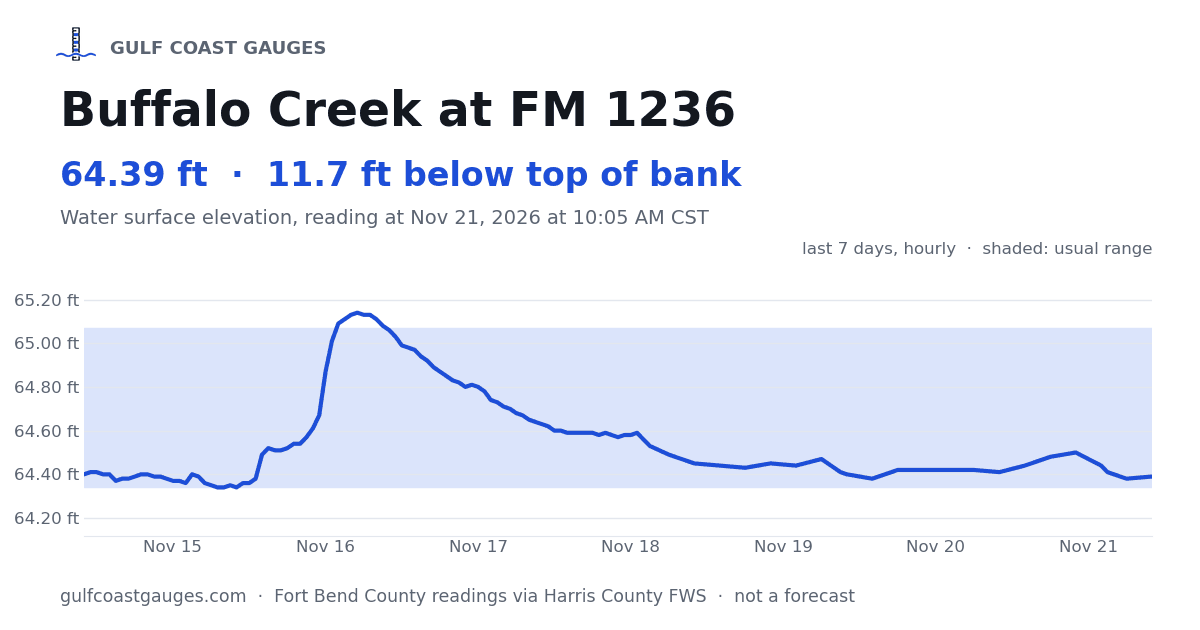 GULF COAST GAUGES
Buffalo Creek at FM 1236
64.39 ft · 11.7 ft below top of bank
Water surface elevation, reading at Nov 21, 2026 at 10:05 AM CST
last 7 days, hourly · shaded: usual range
65.20 ft
65.00 ft
64.80 ft
64.60 ft
64.40 ft
64.20 ft
Nov 15 Nov 16 Nov 17 Nov 18 Nov 19 Nov 20 Nov 21
gulfcoastgauges.com · Fort Bend County readings via Harris County FWS · not a forecast